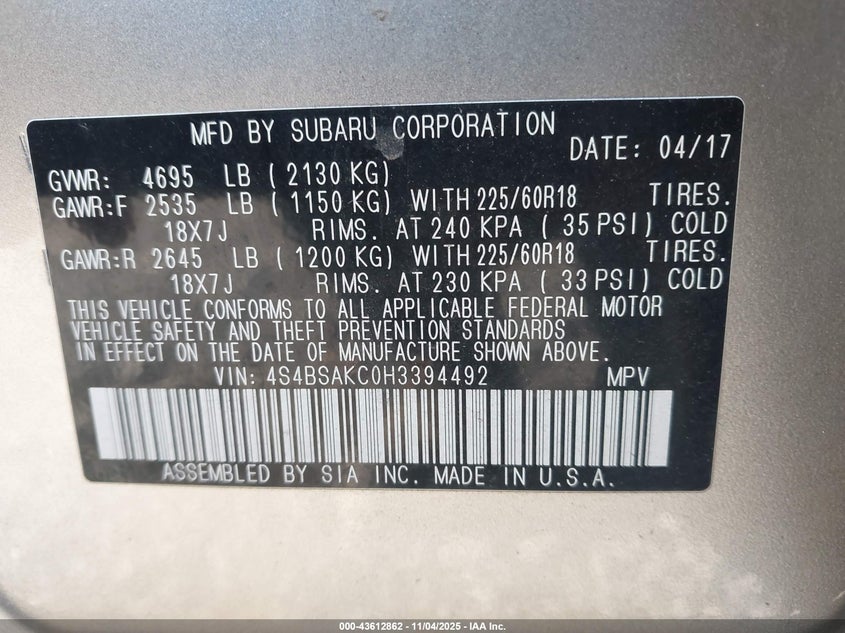 MFD BY SUBARU CORPORATION
DATE: 04/17
GVWR: 4695 LB ( 2130 KG)
GAWR:F 2535 LB ( 1150 KG) WITH 225/60R18 TIRES.
18X7J RIMS. AT 240 KPA ( 35 PSI) COLD
GAWR:R 2645 LB ( 1200 KG) WITH 225/60R18 TIRES.
18X7J RIMS. AT 230 KPA ( 33 PSI) COLD
THIS VEHICLE CONFORMS TO ALL APPLICABLE FEDERAL MOTOR
VEHICLE SAFETY AND THEFT PREVENTION STANDARDS
IN EFFECT ON THE DATE OF MANUFACTURE SHOWN ABOVE.
VIN: 4S4BSAKC0H3394492 MPV
ASSEMBLED BY SIA INC. MADE IN U.S.A.
000-43612862 - 11/04/2025 - IAA Inc.